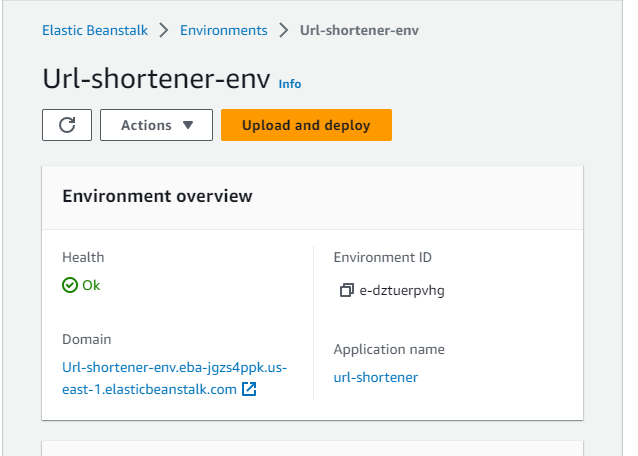 Elastic Beanstalk > Environments > Url-shortener-env
Url-shortener-env Info
Actions Upload and deploy
Environment overview
Health
Ok
Domain
Url-shortener-env.eba-jgzs4ppk.us-
east-1.elasticbeanstalk.com
Environment ID
e-dztuerpvhg
Application name
url-shortener